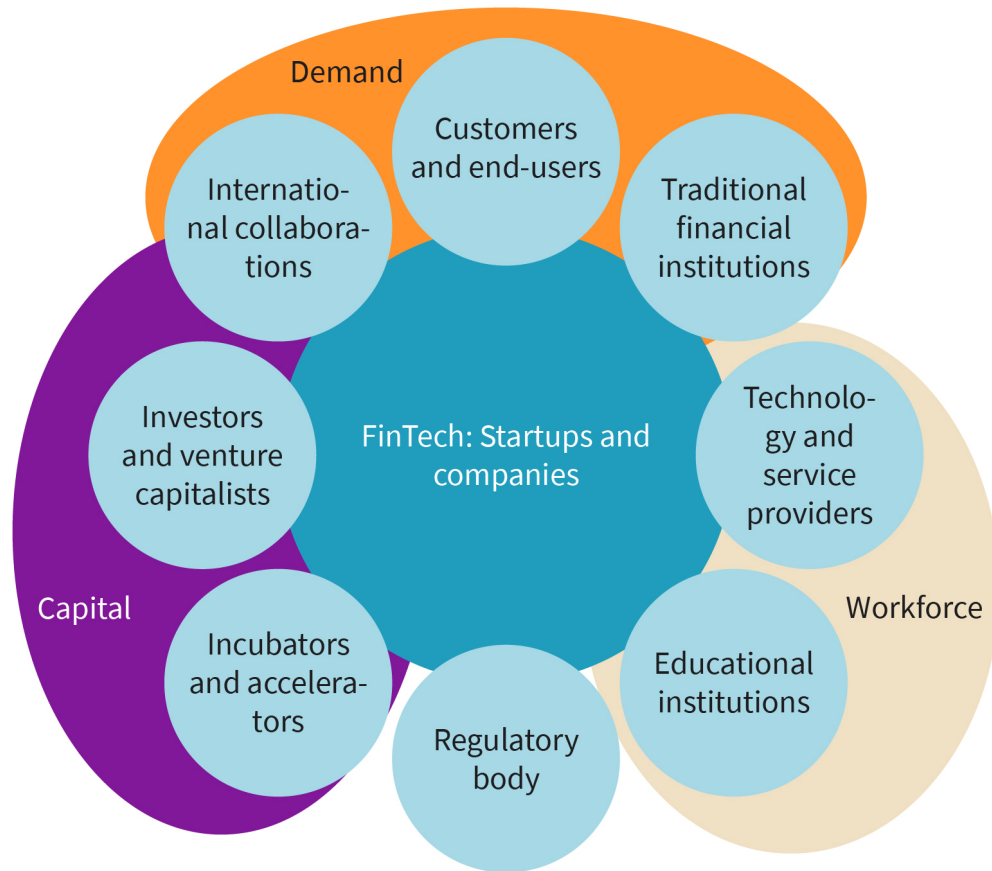 Demand
Customers
and end-users
Internatio-
nal collabora-
tions
Traditional
financial
institutions
Investors
and venture
capitalists
FinTech: Startups and
companies
Technolo-
gy and
service
providers
Capital
Workforce
Incubators
and accelera-
tors
Educational
institutions
Regulatory
body